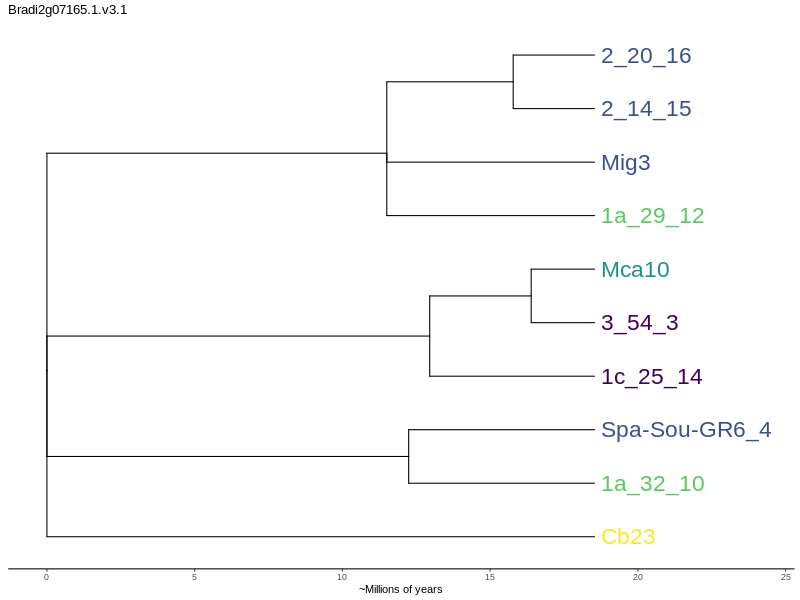 Bradi2g07165.1.v3.1
2_20_16
2_14_15
Mig3
1a_29_12
Mca10
3_54_3
1c_25_14
Spa-Sou-GR6_4
1a_32_10
Cb23
0 5 10 15 20 25
~Millions of years